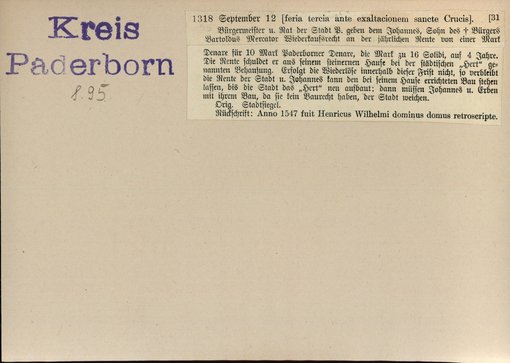 Kreis
Paderborn
S. 95.
1318 September 12 [feria tercia ante exaltacionem sancte Crucis]. [31
Bürgermeister u. Rat der Stadt P. geben dem Johannes, Sohn des † Bürgers
Bartoldus Mercator Wiederkaufsrecht an der jährlichen Rente von einer Mark
Denare für 10 Mark Paderborner Denare, die Mark zu 16 Solidi, auf 4 Jahre.
Die Rente schuldet er aus seinem steinernen Hause bei der städtischen „Hert“ ge-
nannten Behausung. Erfolgt die Wiederlöse innerhalb dieser Frist nicht, so verbleibt
die Rente der Stadt u. Johannes kann den bei seinem Hause errichteten Bau stehen
lassen, bis die Stadt das „Hert“ neu aufbaut; dann müssen Johannes u. Erben
mit ihrem Bau, da sie kein Baurecht haben, der Stadt weichen.
Orig. Stadtsiegel.
Rückschrift: Anno 1547 fuit Henricus Wilhelmi dominus domus retroscripte.